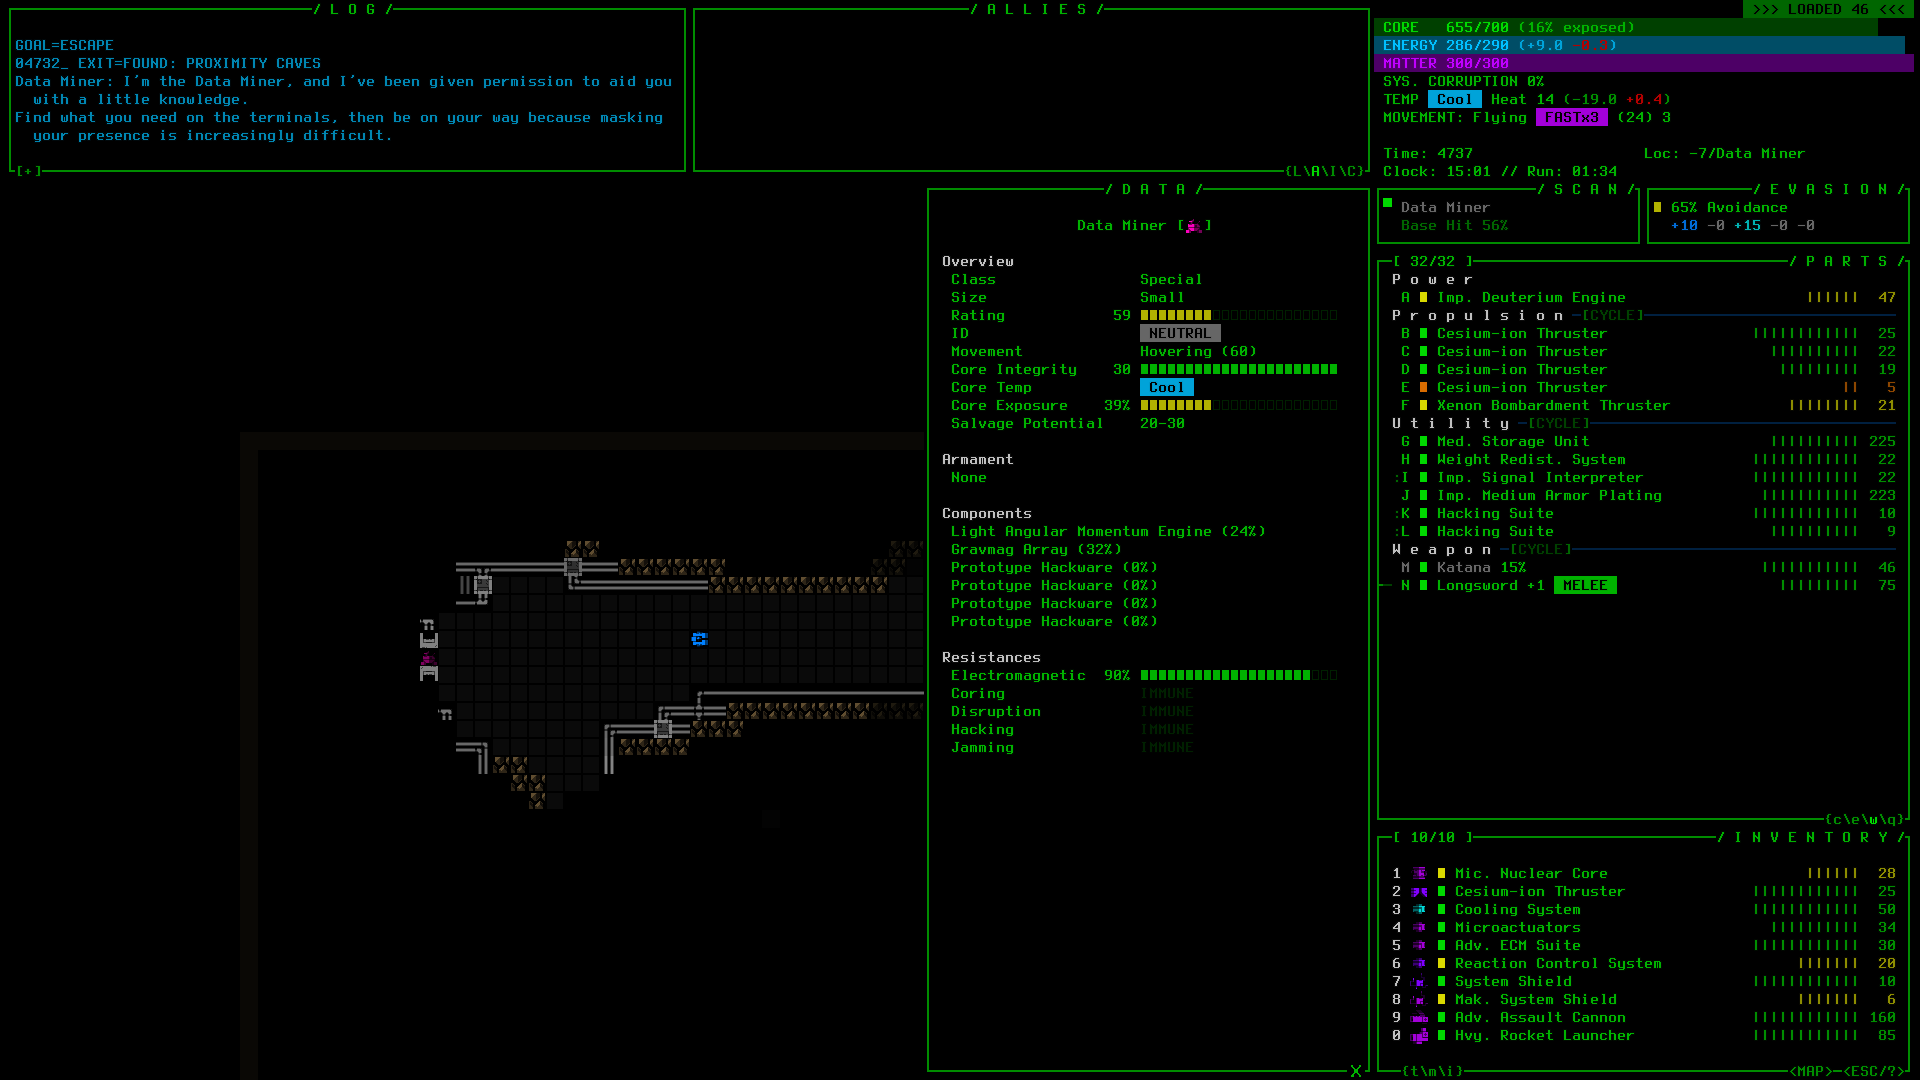 / L O G /
GOAL=ESCAPE
04732_ EXIT=FOUND: PROXIMITY CAVES
Data Miner: I'm the Data Miner, and I've been given permission to aid you
with a little knowledge.
Find what you need on the terminals, then be on your way because masking
your presence is increasingly difficult.
[+]
/ A L L I E S /
{L\A\I\C}
>>> LOADED 46 <<<
CORE 655/700 (16% exposed)
ENERGY 286/290 (+9.0 -0.3)
MATTER 300/300
SYS. CORRUPTION 0%
TEMP Cool Heat 14 (-19.0 +0.4)
MOVEMENT: Flying FASTx3 (24) 3
Time: 4737 Loc: -7/Data Miner
Clock: 15:01 // Run: 01:34
/ S C A N /
Data Miner
Base Hit 56%
/ E V A S I O N /
65% Avoidance
+10 -0 +15 -0 -0
/ D A T A /
Data Miner [ ]
Overview
Class Special
Size Small
Rating 59
ID NEUTRAL
Movement Hovering (60)
Core Integrity 30
Core Temp Cool
Core Exposure 39%
Salvage Potential 20-30
Armament
None
Components
Light Angular Momentum Engine (24%)
Gravmag Array (32%)
Prototype Hackware (0%)
Prototype Hackware (0%)
Prototype Hackware (0%)
Prototype Hackware (0%)
Resistances
Electromagnetic 90%
Coring IMMUNE
Disruption IMMUNE
Hacking IMMUNE
Jamming IMMUNE
X
[ 32/32 ] / P A R T S /
P o w e r
A Imp. Deuterium Engine 47
P r o p u l s i o n [CYCLE]
B Cesium-ion Thruster 25
C Cesium-ion Thruster 22
D Cesium-ion Thruster 19
E Cesium-ion Thruster 5
F Xenon Bombardment Thruster 21
U t i l i t y [CYCLE]
G Med. Storage Unit 225
H Weight Redist. System 22
:I Imp. Signal Interpreter 22
J Imp. Medium Armor Plating 223
:K Hacking Suite 10
:L Hacking Suite 9
W e a p o n [CYCLE]
M Katana 15% 46
N Longsword +1 MELEE 75
{c\e\w\q}
[ 10/10 ] / I N V E N T O R Y /
1 Mic. Nuclear Core 28
2 Cesium-ion Thruster 25
3 Cooling System 50
4 Microactuators 34
5 Adv. ECM Suite 30
6 Reaction Control System 20
7 System Shield 10
8 Mak. System Shield 6
9 Adv. Assault Cannon 160
0 Hvy. Rocket Launcher 85
{t\m\i} <MAP> <ESC/?>